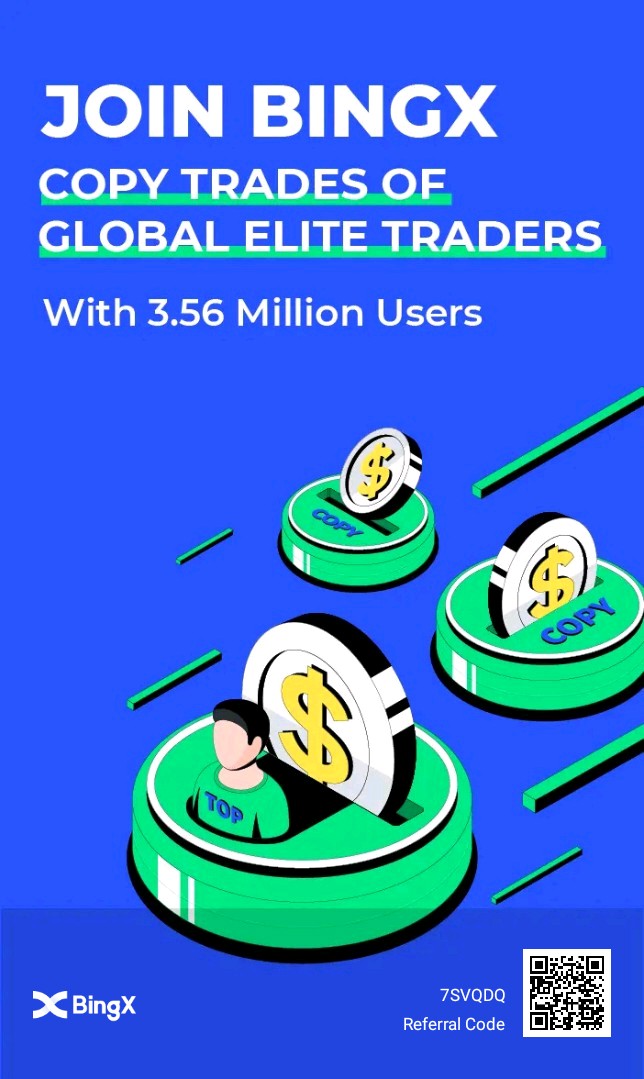 JOIN BINGX
COPY TRADES OF
GLOBAL ELITE TRADERS
With 3.56 Million Users
COPY
COPY
TOP
BingX
7SVQDQ
Referral Code